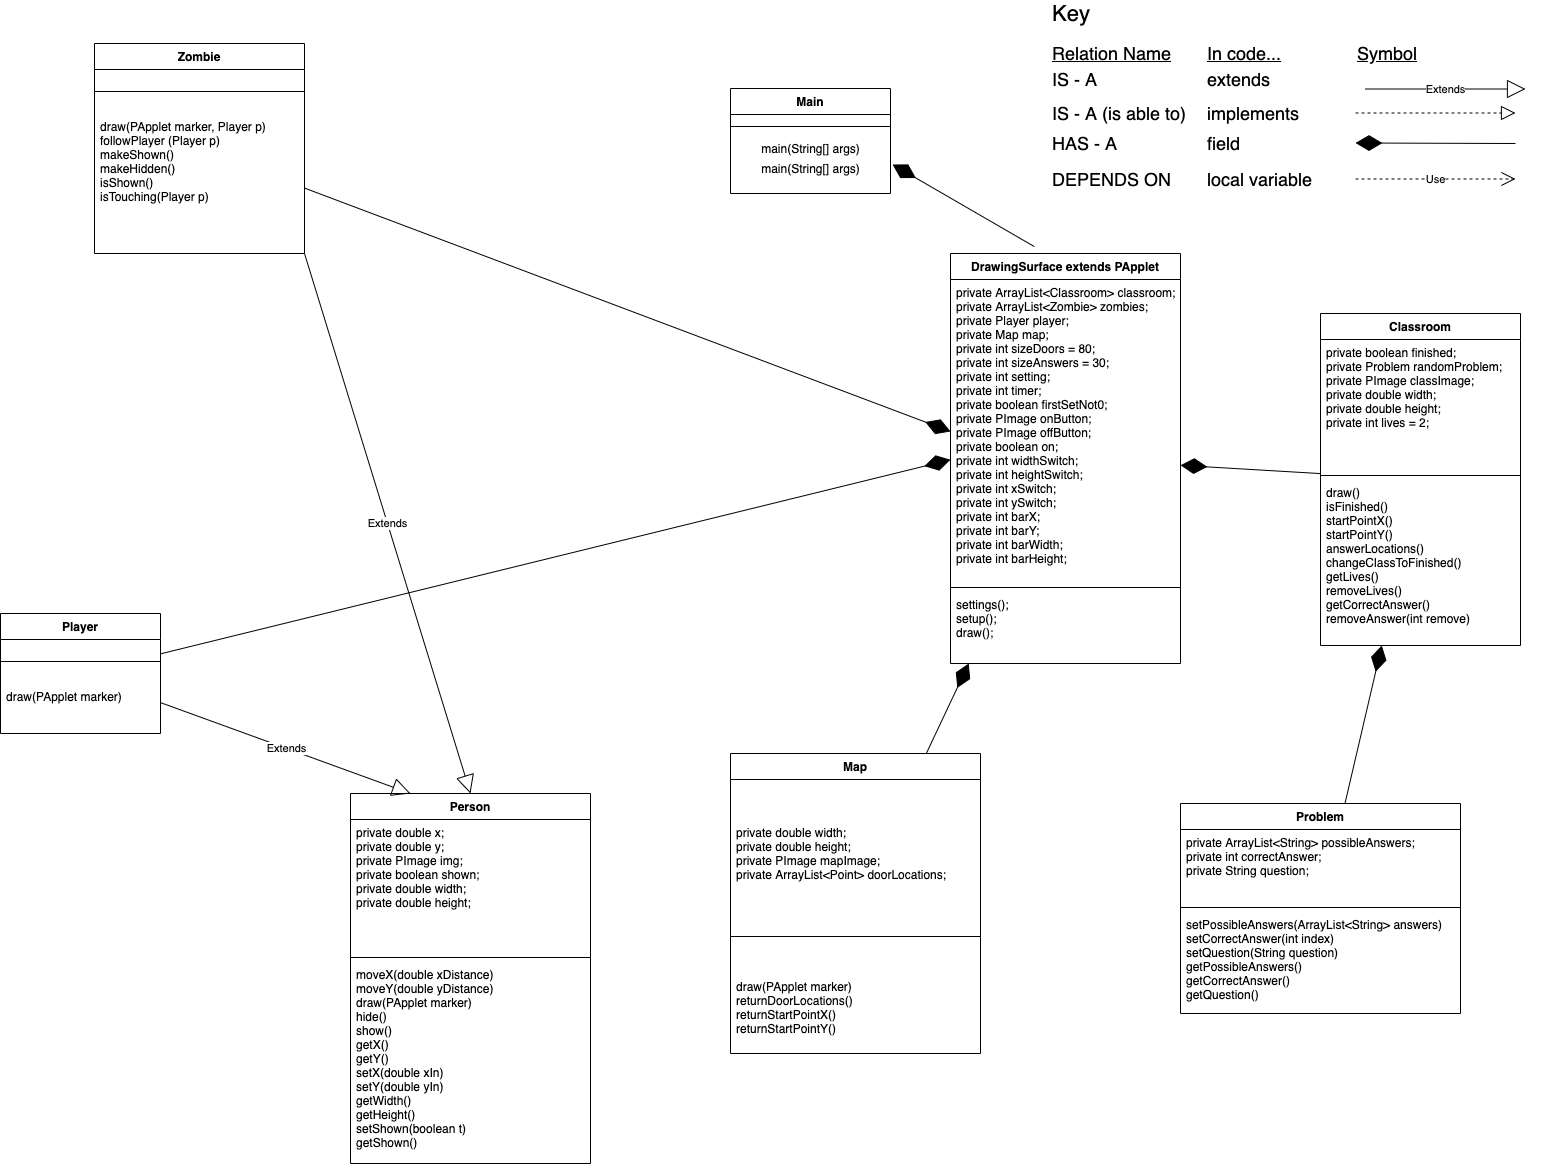 Key
Relation Name In code... Symbol
IS - A extends Extends
IS - A (is able to) implements
HAS - A field
DEPENDS ON local variable Use
Zombie
draw(PApplet marker, Player p)
followPlayer (Player p)
makeShown()
makeHidden()
isShown()
isTouching(Player p)
Main
main(String[] args)
main(String[] args)
DrawingSurface extends PApplet
private ArrayList<Classroom> classroom;
private ArrayList<Zombie> zombies;
private Player player;
private Map map;
private int sizeDoors = 80;
private int sizeAnswers = 30;
private int setting;
private int timer;
private boolean firstSetNot0;
private PImage onButton;
private PImage offButton;
private boolean on;
private int widthSwitch;
private int heightSwitch;
private int xSwitch;
private int ySwitch;
private int barX;
private int barY;
private int barWidth;
private int barHeight;
settings();
setup();
draw();
Classroom
private boolean finished;
private Problem randomProblem;
private PImage classImage;
private double width;
private double height;
private int lives = 2;
draw()
isFinished()
startPointX()
startPointY()
answerLocations()
changeClassToFinished()
getLives()
removeLives()
getCorrectAnswer()
removeAnswer(int remove)
Extends
Player
draw(PApplet marker)
Extends
Person
private double x;
private double y;
private PImage img;
private boolean shown;
private double width;
private double height;
moveX(double xDistance)
moveY(double yDistance)
draw(PApplet marker)
hide()
show()
getX()
getY()
setX(double xIn)
setY(double yIn)
getWidth()
getHeight()
setShown(boolean t)
getShown()
Map
private double width;
private double height;
private PImage mapImage;
private ArrayList<Point> doorLocations;
draw(PApplet marker)
returnDoorLocations()
returnStartPointX()
returnStartPointY()
Problem
private ArrayList<String> possibleAnswers;
private int correctAnswer;
private String question;
setPossibleAnswers(ArrayList<String> answers)
setCorrectAnswer(int index)
setQuestion(String question)
getPossibleAnswers()
getCorrectAnswer()
getQuestion()